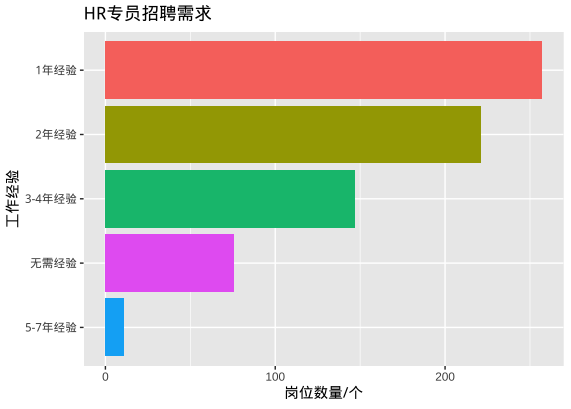 HR专员招聘需求
工作经验
1年经验
2年经验
3-4年经验
无需经验
5-7年经验
0 100 200
岗位数量/个